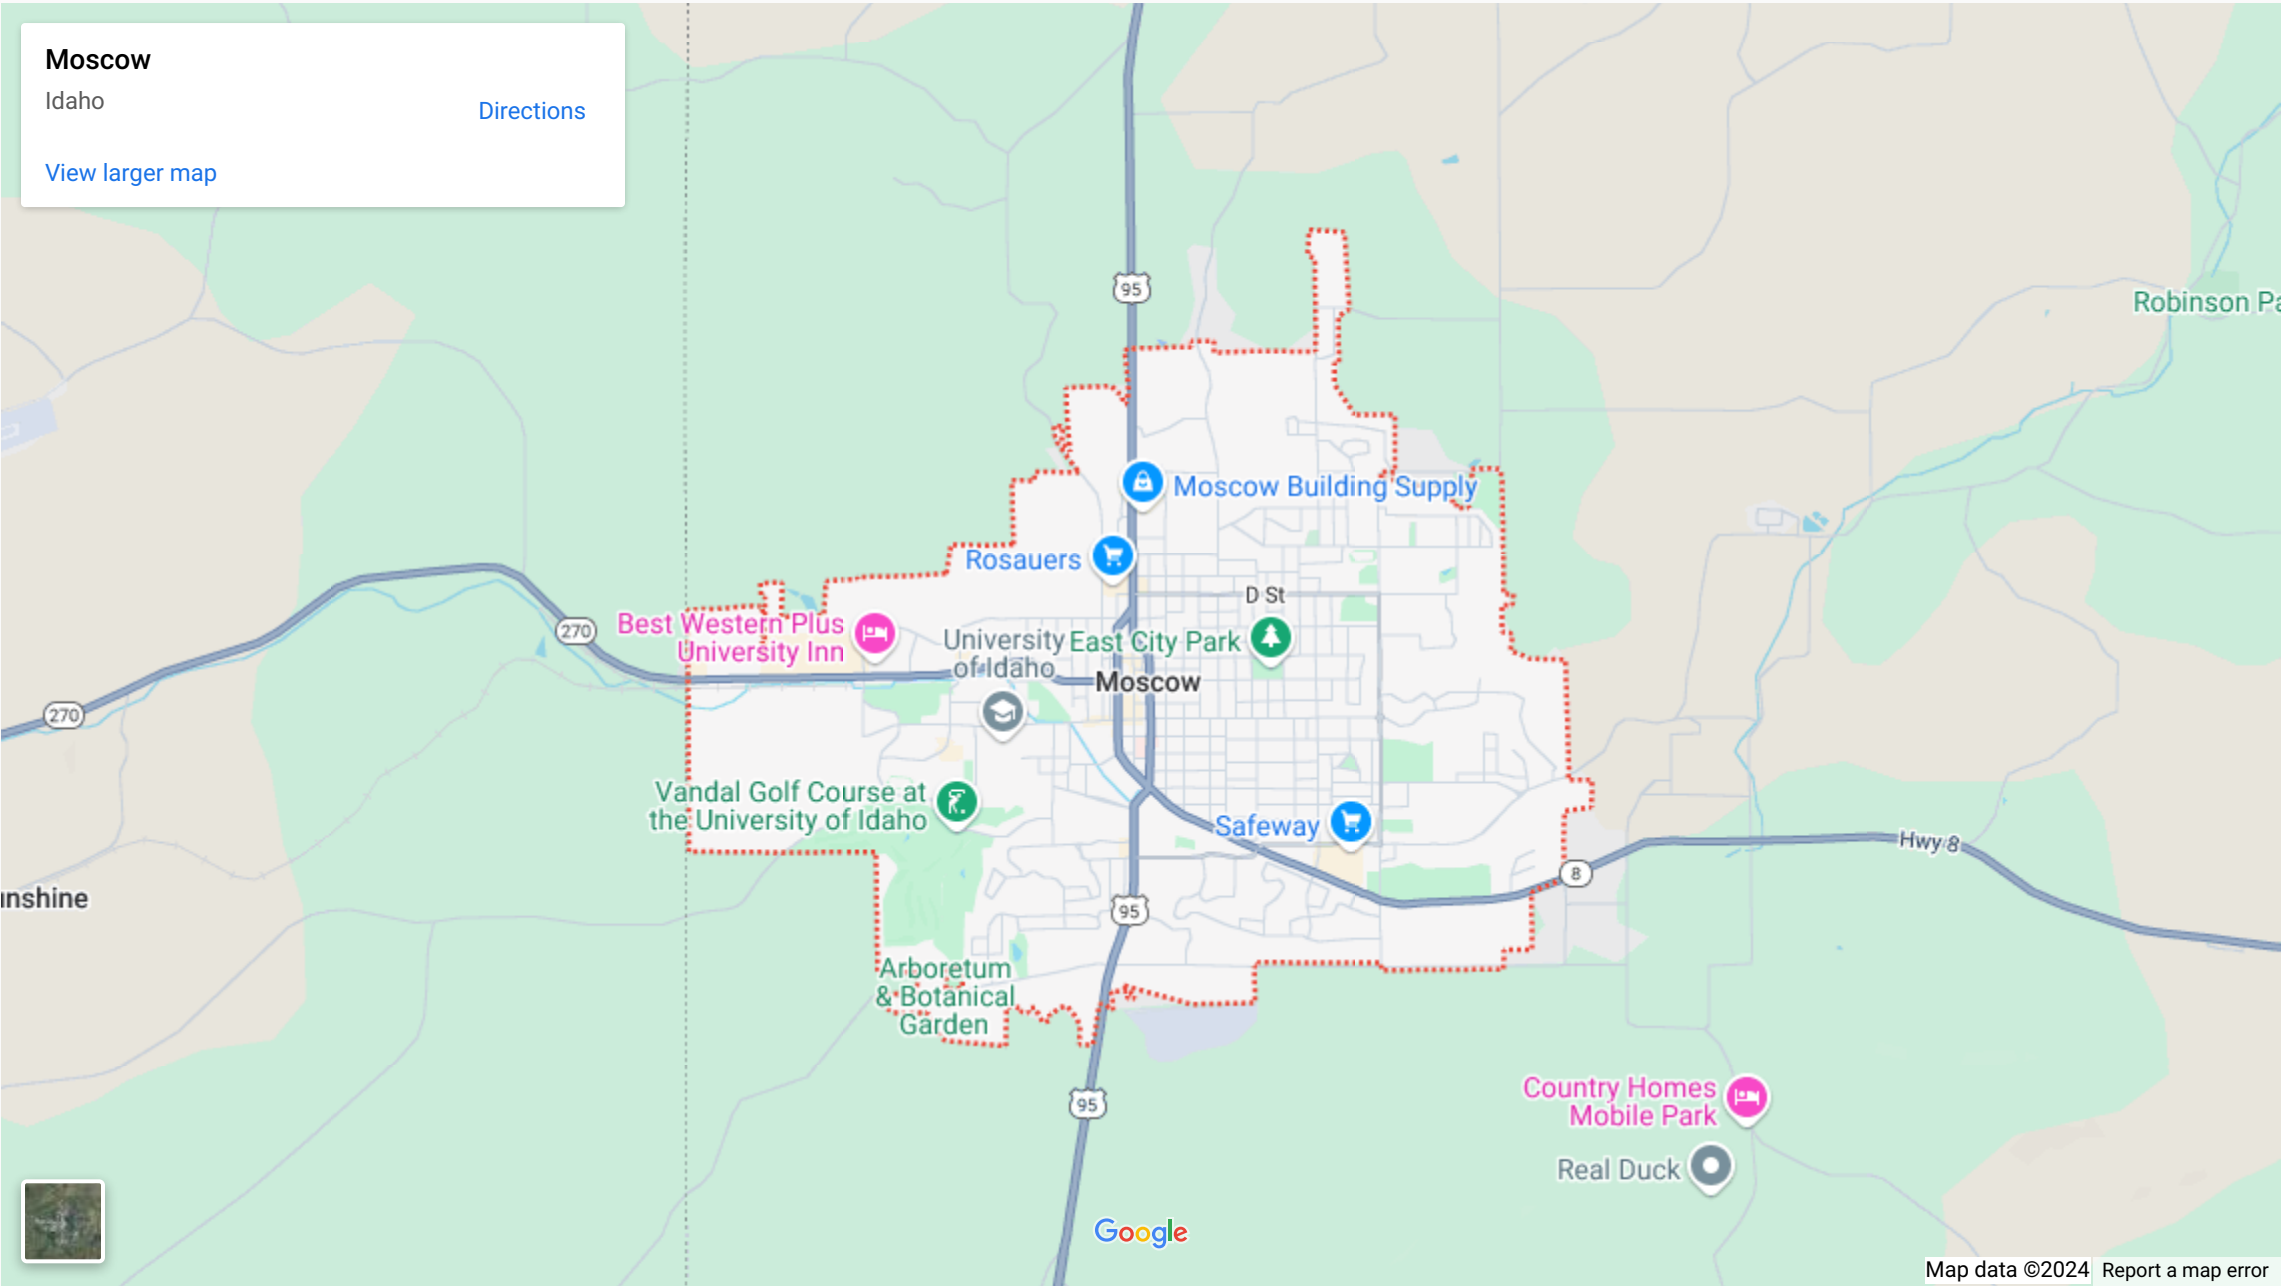 Moscow
Idaho
Directions
View larger map
95
Robinson Pa
Moscow Building Supply
Rosauers
D St
270
Best Western Plus
University Inn
University
of Idaho
East City Park
Moscow
270
Vandal Golf Course at
the University of Idaho
Safeway
Hwy 8
8
unshine
95
Arboretum
& Botanical
Garden
95
Country Homes
Mobile Park
Real Duck
Google
Map data ©2024
Report a map error